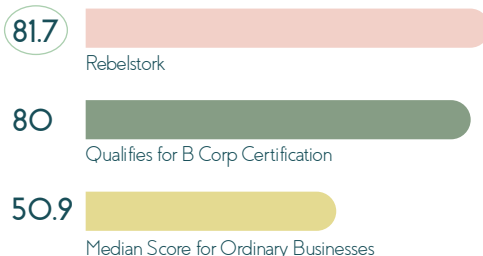 81.7
Rebelstork
80
Qualifies for B Corp Certification
50.9
Median Score for Ordinary Businesses